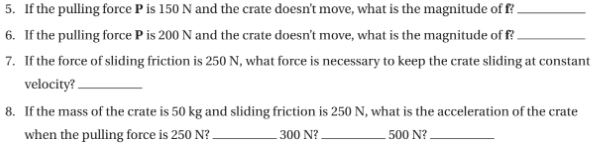 5. If the pulling force P is 150 N and the crate doesn't move, what is the magnitude of f? ________
6. If the pulling force P is 200 N and the crate doesn't move, what is the magnitude of f? ________
7. If the force of sliding friction is 250 N, what force is necessary to keep the crate sliding at constant
velocity? ________
8. If the mass of the crate is 50 kg and sliding friction is 250 N, what is the acceleration of the crate
when the pulling force is 250 N? ________ 300 N? ________ 500 N? ________